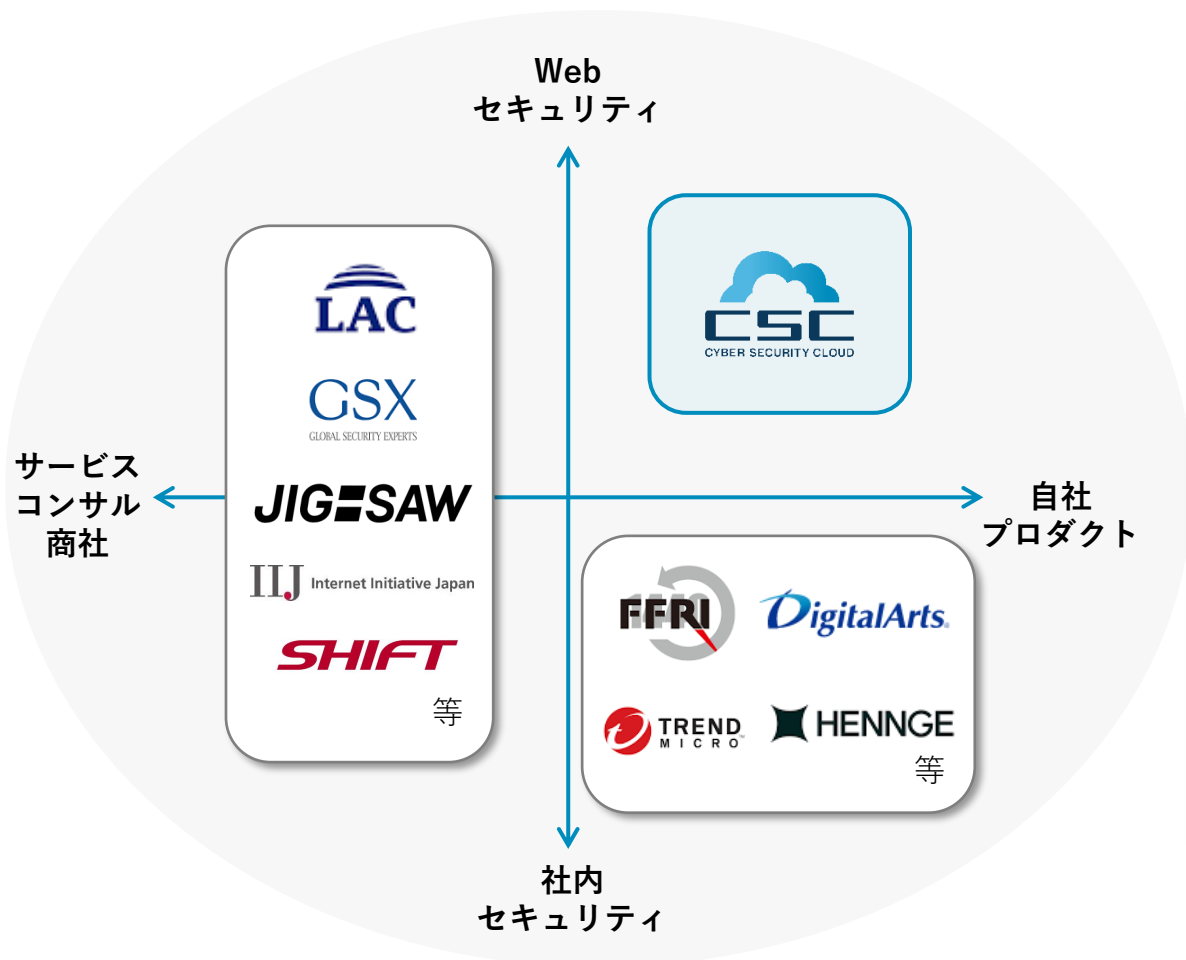 Web
セキュリティ
LAC
GSX
GLOBAL SECURITY EXPERTS
JIG-SAW
IIJ Internet Initiative Japan
SHIFT
等
CSC
CYBER SECURITY CLOUD
サービス
コンサル
商社
自社
プロダクト
FFRI
DigitalArts.
TREND
MICRO
HENNGE
等
社内
セキュリティ